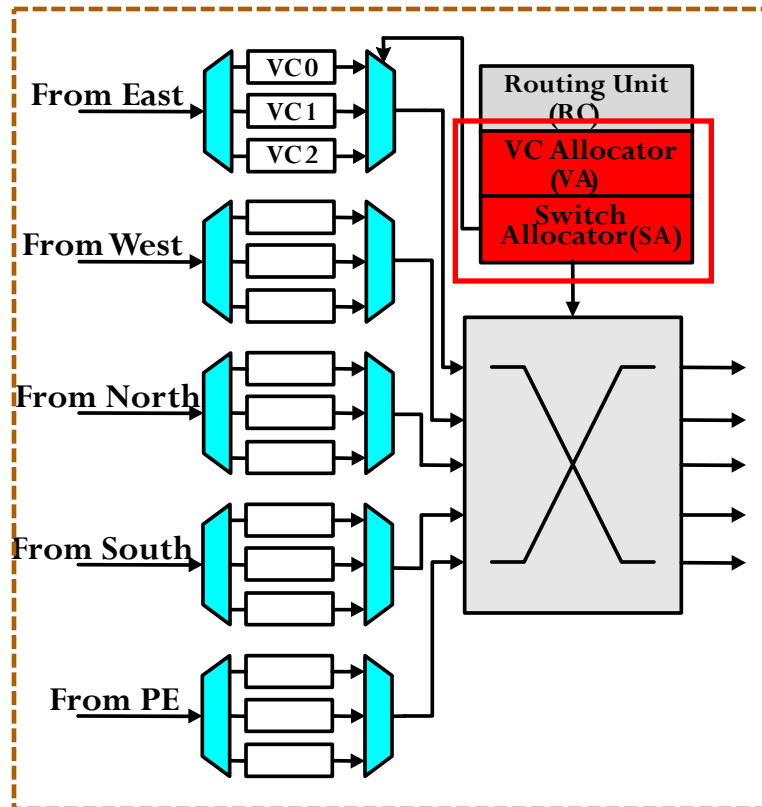 From East
VC0
VC1
VC2
Routing Unit
(RC)
VC Allocator
(VA)
Switch
Allocator(SA)
From West
From North
From South
From PE